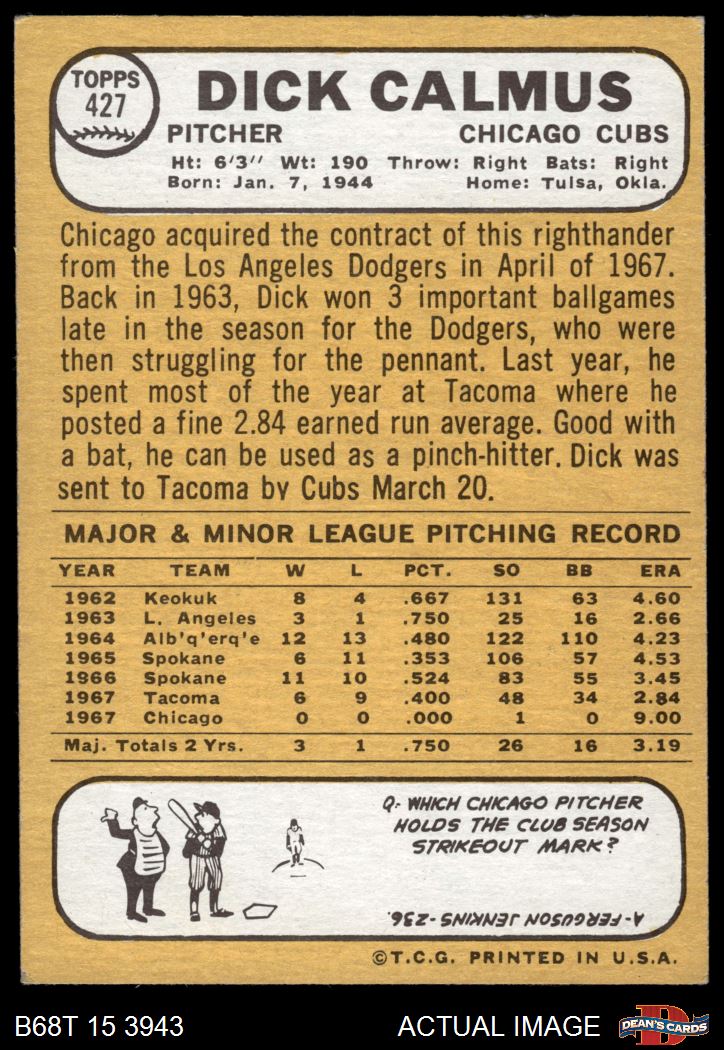 TOPPS
427
DICK CALMUS
PITCHER CHICAGO CUBS
Ht: 6'3" Wt: 190 Throw: Right Bats: Right
Born: Jan. 7, 1944 Home: Tulsa, Okla.
Chicago acquired the contract of this righthander
from the Los Angeles Dodgers in April of 1967.
Back in 1963, Dick won 3 important ballgames
late in the season for the Dodgers, who were
then struggling for the pennant. Last year, he
spent most of the year at Tacoma where he
posted a fine 2.84 earned run average. Good with
a bat, he can be used as a pinch-hitter. Dick was
sent to Tacoma by Cubs March 20.
MAJOR & MINOR LEAGUE PITCHING RECORD
YEAR TEAM W L PCT. SO BB ERA
1962 Keokuk 8 4 .667 131 63 4.60
1963 L. Angeles 3 1 .750 25 16 2.66
1964 Alb'q'erq'e 12 13 .480 122 110 4.23
1965 Spokane 6 11 .353 106 57 4.53
1966 Spokane 11 10 .524 83 55 3.45
1967 Tacoma 6 9 .400 48 34 2.84
1967 Chicago 0 0 .000 1 0 9.00
Maj. Totals 2 Yrs. 3 1 .750 26 16 3.19
Q- WHICH CHICAGO PITCHER
HOLDS THE CLUB SEASON
STRIKEOUT MARK?
A-FERGUSON JENKINS-236.
©T.C.G. PRINTED IN U.S.A.
B68T 15 3943 ACTUAL IMAGE
DEAN'S CARDS